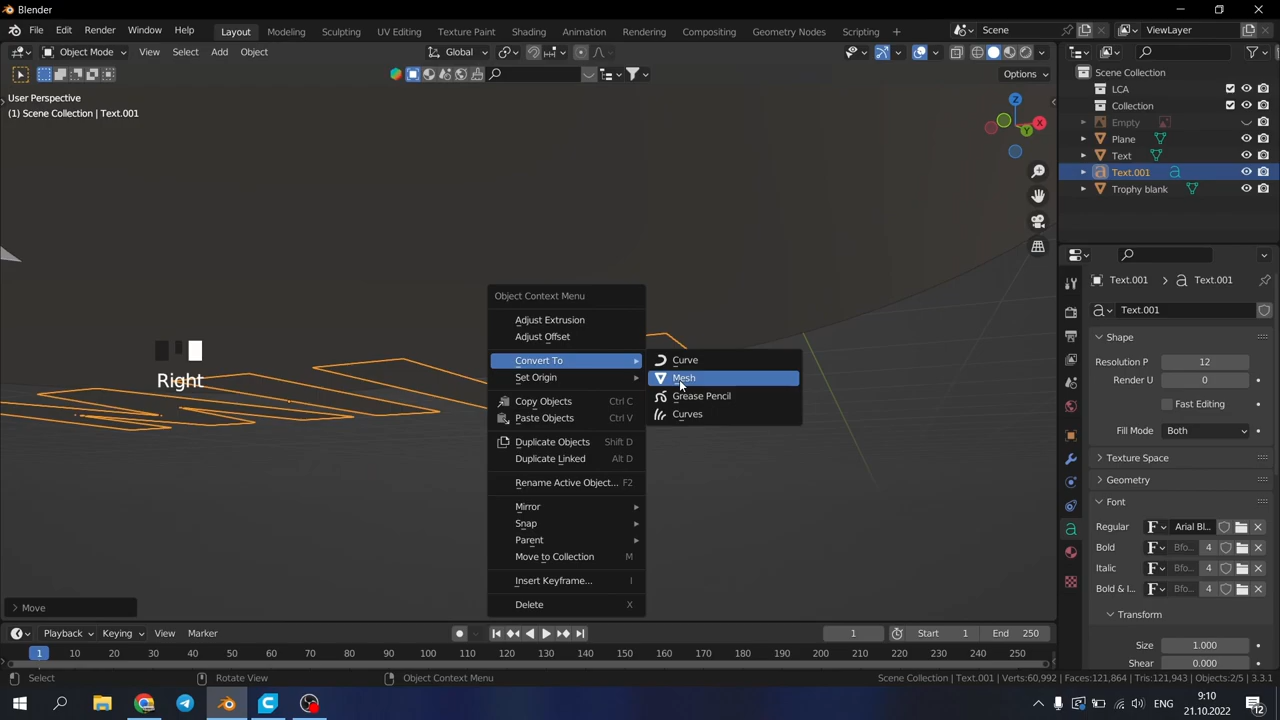 Blender
File Edit Render Window Help Layout Modeling Sculpting UV Editing Texture Paint Shading Animation Rendering Compositing Geometry Nodes Scripting + Scene ViewLayer
Object Mode View Select Add Object Global
Options
User Perspective
(1) Scene Collection | Text.001
Z
X
Y
Scene Collection
LCA
Collection
Empty
Plane
Text
Text.001
Trophy blank
Right
Object Context Menu
Adjust Extrusion
Adjust Offset
Convert To
Set Origin
Copy Objects Ctrl C
Paste Objects Ctrl V
Duplicate Objects Shift D
Duplicate Linked Alt D
Rename Active Object... F2
Mirror
Snap
Parent
Move to Collection M
Insert Keyframe... I
Delete X
Curve
Mesh
Grease Pencil
Curves
Text.001 Text.001
Text.001
Shape
Resolution P 12
Render U 0
Fast Editing
Fill Mode Both
Texture Space
Geometry
Font
Regular Arial Bl...
Bold Bfo... 4
Italic Bfo... 4
Bold & I... Bfo... 4
Transform
Size 1.000
Shear 0.000
Move
Playback Keying View Marker 1 Start 1 End 250
1 10 20 30 40 50 60 70 80 90 100 110 120 130 140 150 160 170 180 190 200 210 220 230 240 250
Select Rotate View Object Context Menu Scene Collection | Text.001 Verts:60,992 Faces:121,864 Tris:121,943 Objects:2/5 3.3.1
ENG 9:10
21.10.2022
12